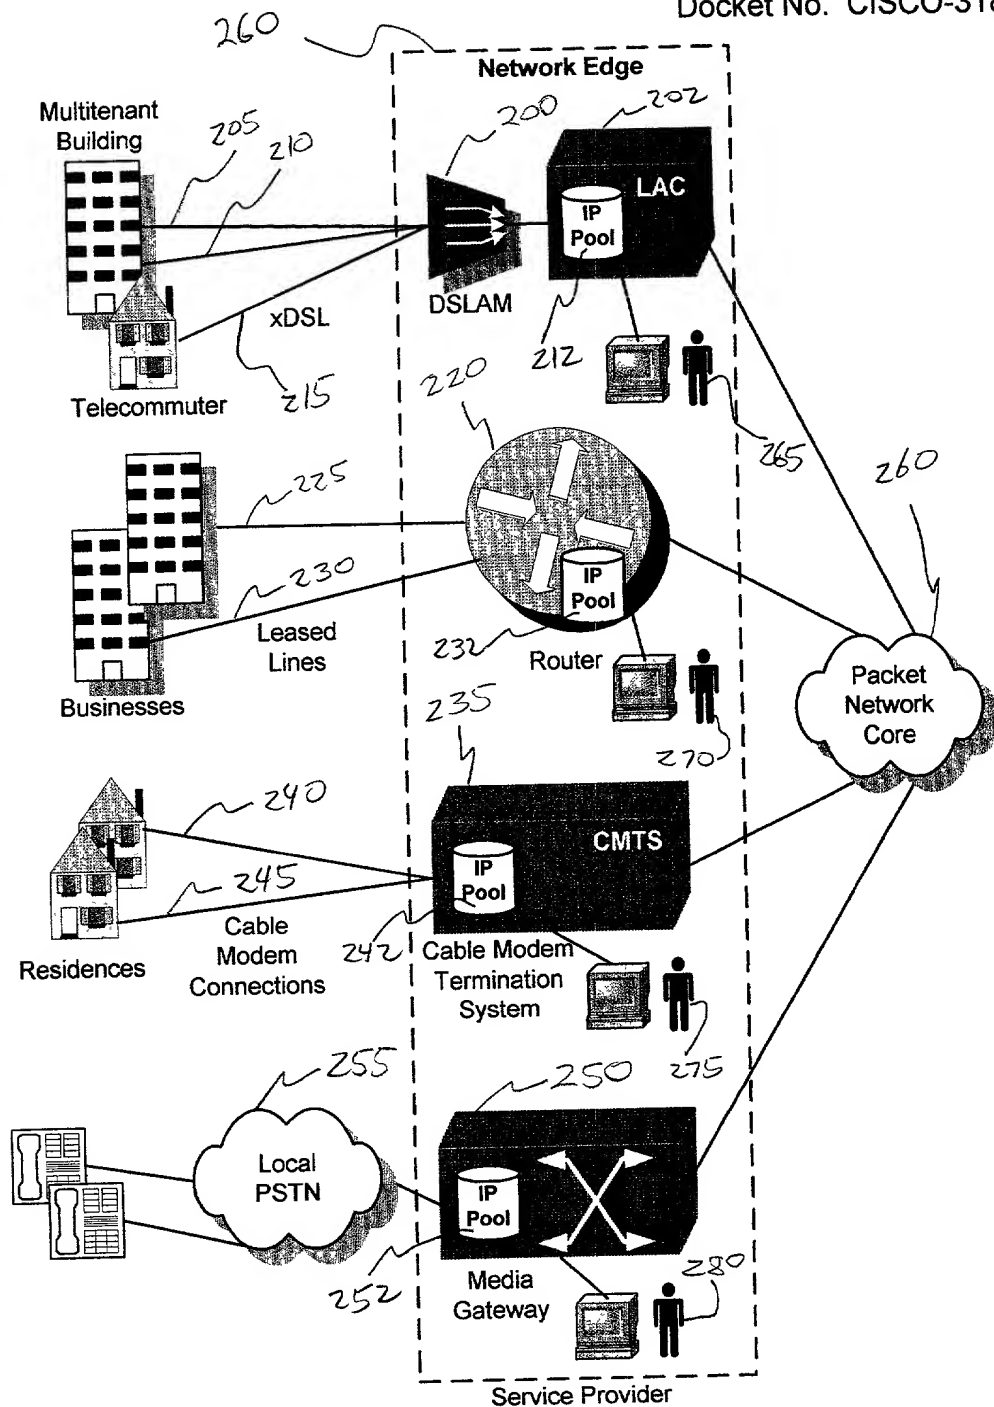 Docket No. CISCO-318
260
Network Edge
Multitenant
Building
205
210
200
202
LAC
IP
Pool
xDSL
DSLAM
212
215
Telecommuter
220
265
260
225
230
IP
Pool
Leased
Lines
232
Router
Businesses
Packet
Network
Core
235
270
240
CMTS
IP
Pool
245
Cable
Modem
Connections
242
Cable Modem
Termination
System
Residences
275
255
250
Local
PSTN
IP
Pool
252
Media
Gateway
280
Service Provider